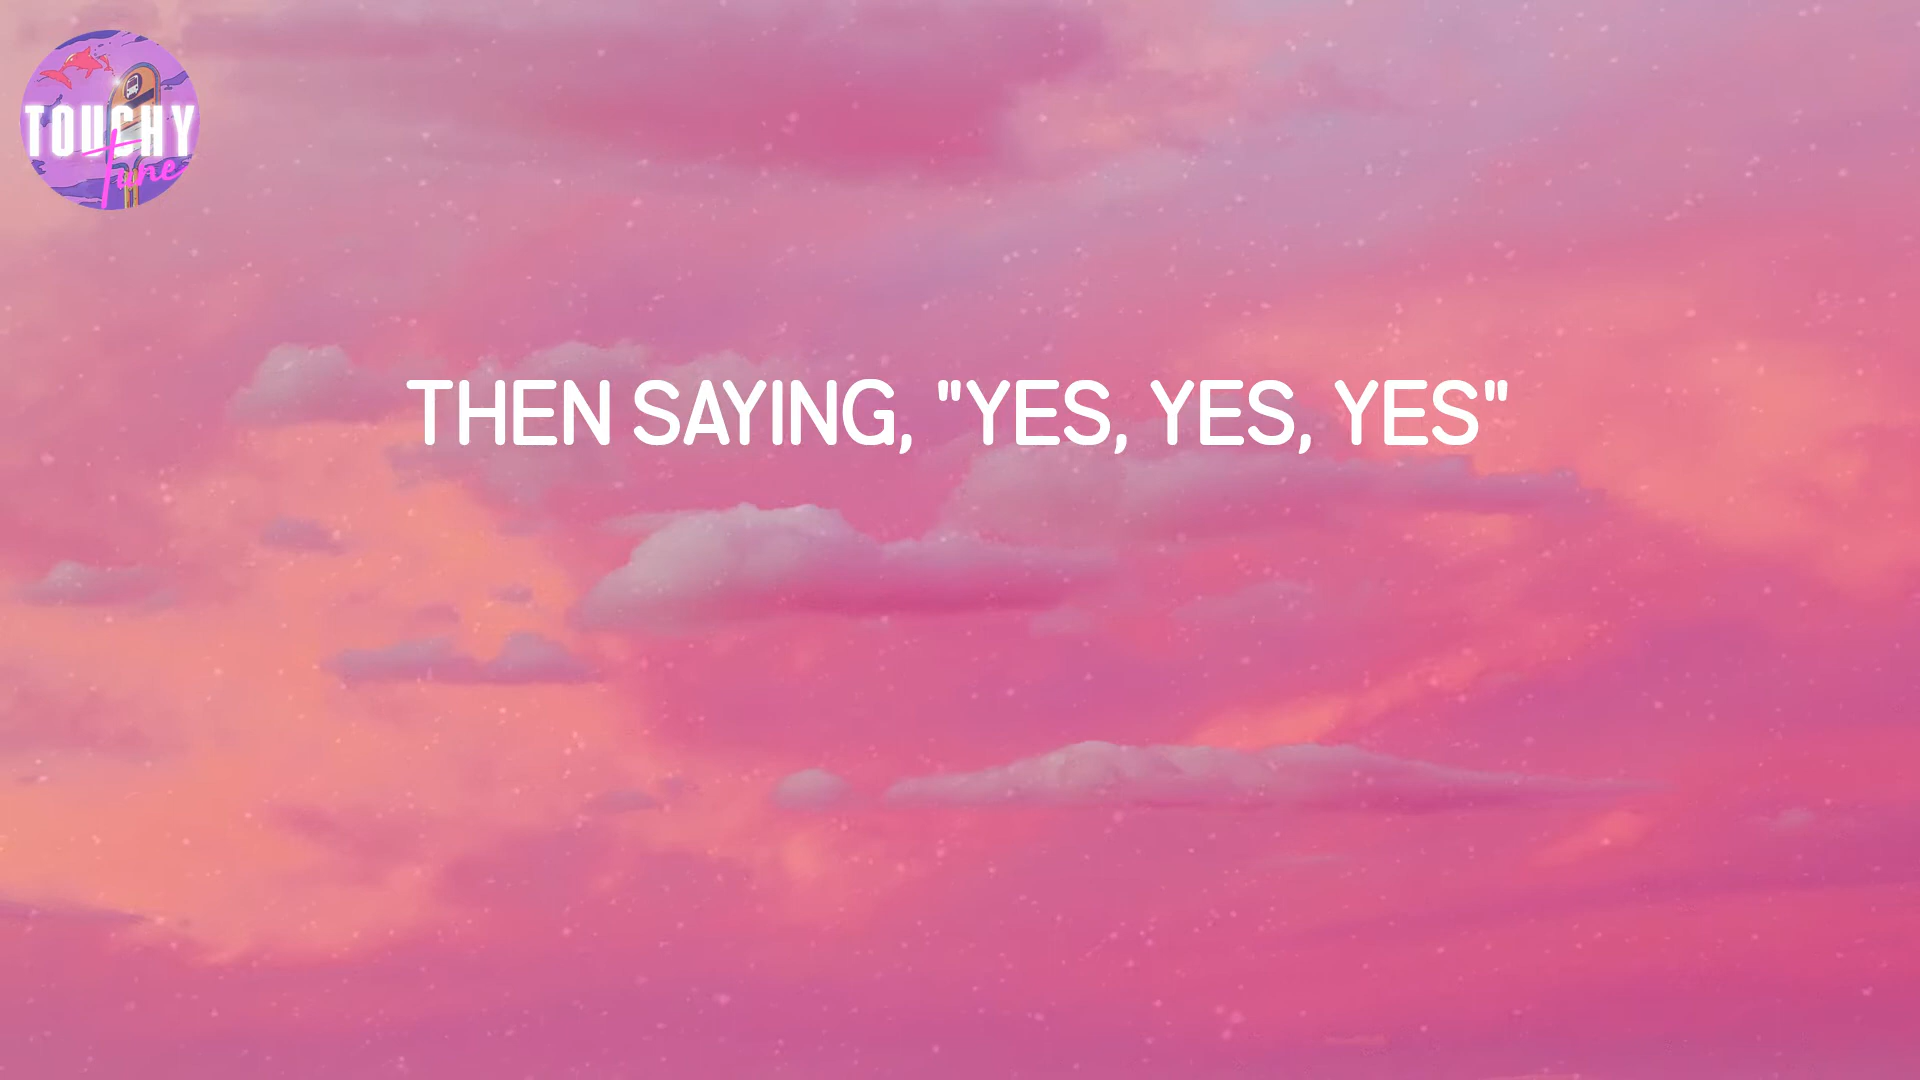 TOUCHY
Tune
THEN SAYING, "YES, YES, YES"